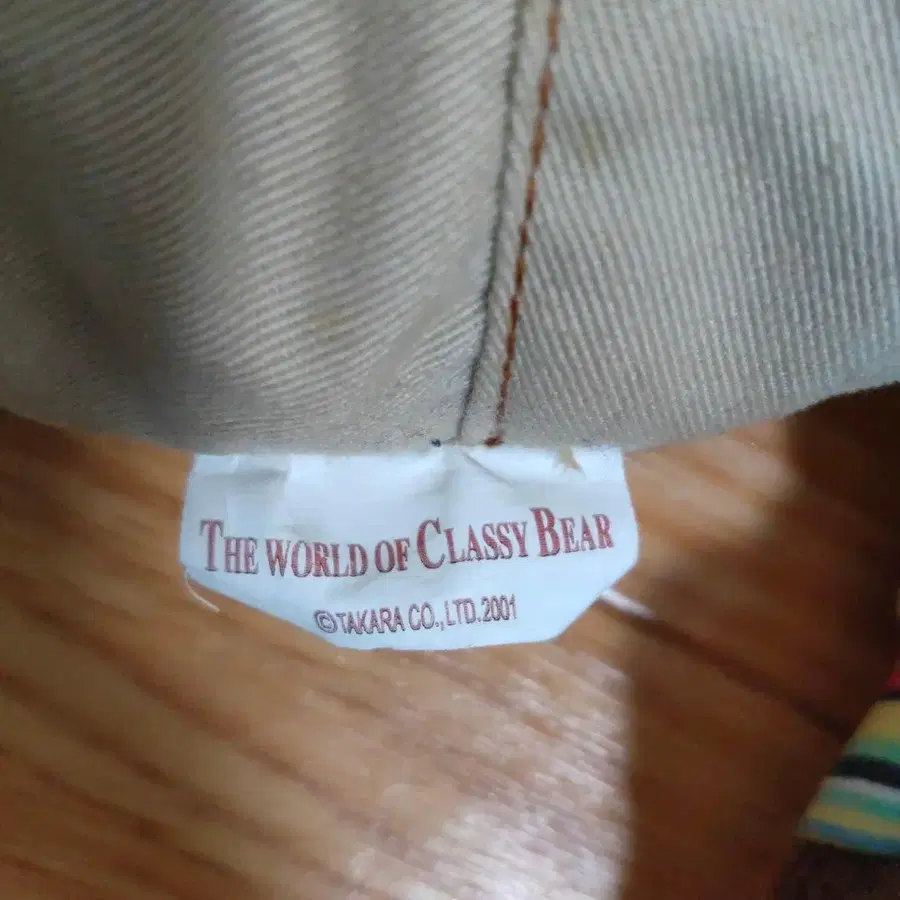 THE WORLD OF CLASSY BEAR
©TAKARA CO.,LTD.2001